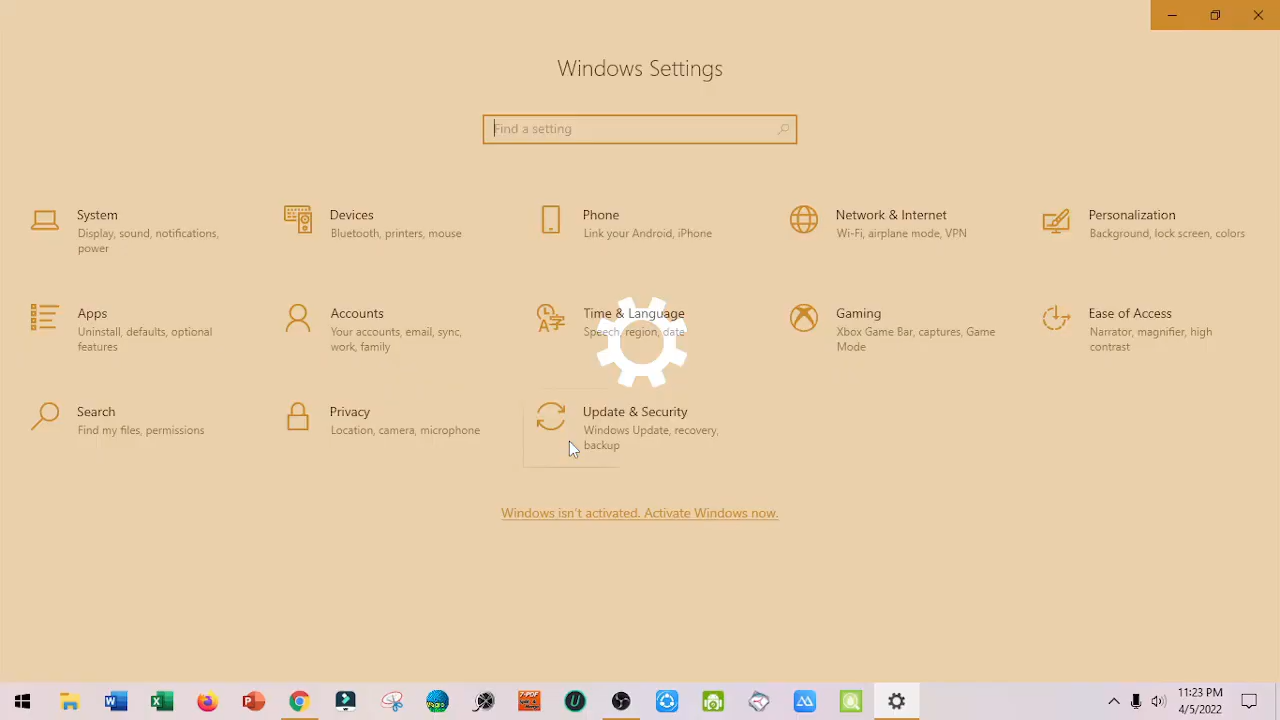 Windows Settings
Find a setting
System
Display, sound, notifications,
power
Devices
Bluetooth, printers, mouse
Phone
Link your Android, iPhone
Network & Internet
Wi-Fi, airplane mode, VPN
Personalization
Background, lock screen, colors
Apps
Uninstall, defaults, optional
features
Accounts
Your accounts, email, sync,
work, family
Time & Language
Speech, region, date
Gaming
Xbox Game Bar, captures, Game
Mode
Ease of Access
Narrator, magnifier, high
contrast
Search
Find my files, permissions
Privacy
Location, camera, microphone
Update & Security
Windows Update, recovery,
backup
Windows isn't activated. Activate Windows now.
11:23 PM
4/5/2022